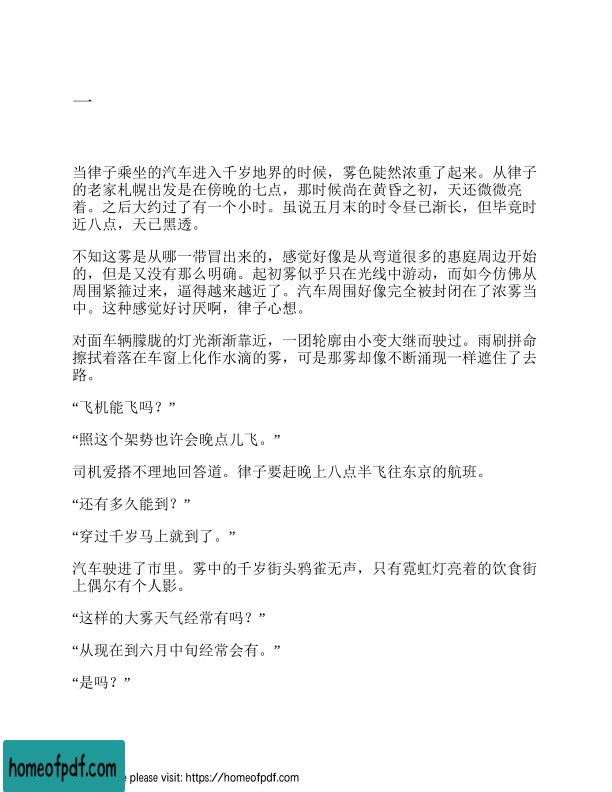 一
当律子乘坐的汽车进入千岁地界的时候，雾色陡然浓重了起来。从律子
的老家札幌出发是在傍晚的七点，那时候尚在黄昏之初，天还微微亮
着。之后大约过了有一个小时。虽说五月末的时令昼已渐长，但毕竟时
近八点，天已黑透。
不知这雾是从哪一带冒出来的，感觉好像是从弯道很多的惠庭周边开始
的，但是又没有那么明确。起初雾似乎只在光线中游动，而如今仿佛从
周围紧箍过来，逼得越来越近了。汽车周围好像完全被封闭在了浓雾当
中。这种感觉好讨厌啊，律子心想。
对面车辆朦胧的灯光渐渐靠近，一团轮廓由小变大继而驶过。雨刷拼命
擦拭着落在车窗上化作水滴的雾，可是那雾却像不断涌现一样遮住了去
路。
“飞机能飞吗？”
“照这个架势也许会晚点儿飞。”
司机爱搭不理地回答道。律子要赶晚上八点半飞往东京的航班。
“还有多久能到？”
“穿过千岁马上就到了。”
汽车驶进了市里。雾中的千岁街头鸦雀无声，只有霓虹灯亮着的饮食街
上偶尔有个人影。
“这样的大雾天气经常有吗？”
“从现在到六月中旬经常会有。”
“是吗？”
homeofpdf.com
e please visit: https://homeofpdf.com